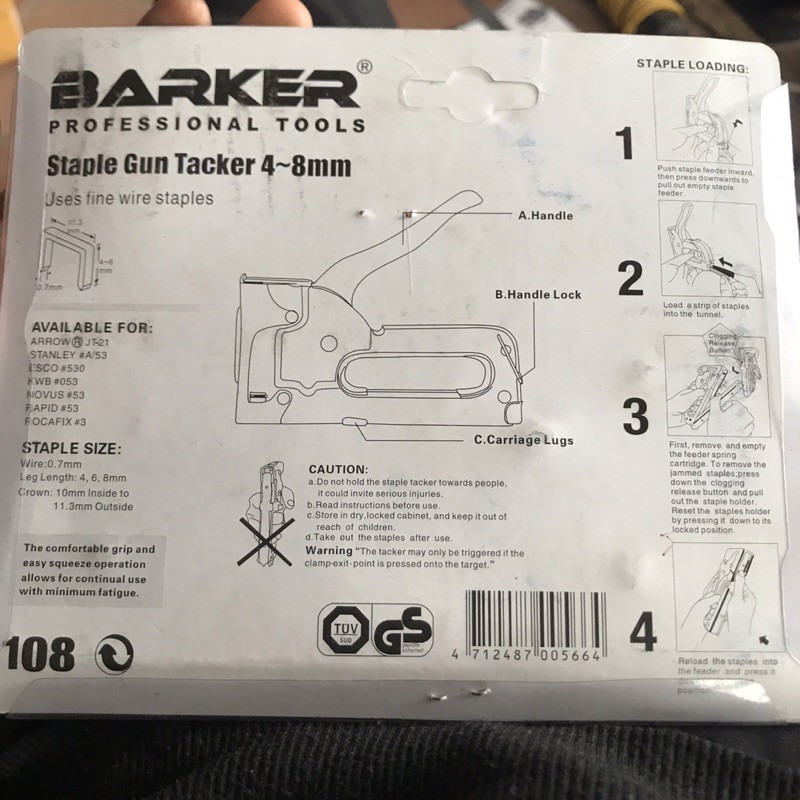 BARKER®
PROFESSIONAL TOOLS
Staple Gun Tacker 4~8mm
Uses fine wire staples
11.3
mm
4~8
mm
0.7mm
A.Handle
B.Handle Lock
C.Carriage Lugs
AVAILABLE FOR:
ARROW® JT-21
STANLEY #A/53
ESCO #530
KWB #053
NOVUS #53
RAPID #53
ROCAFIX #3
STAPLE SIZE:
Wire:0.7mm
Leg Length: 4, 6, 8mm
Crown: 10mm Inside to
11.3mm Outside
The comfortable grip and
easy squeeze operation
allows for continual use
with minimum fatigue.
108
CAUTION:
a.Do not hold the staple tacker towards people,
it could invite serious injuries.
b.Read instructions before use.
c.Store in dry,locked cabinet, and keep it out of
reach of children.
d.Take out the staples after use.
Warning "The tacker may only be triggered if the
clamp-exit-point is pressed onto the target."
TÜV
SÜD
GS
geprüfte
Sicherheit
4 712487 005664
STAPLE LOADING:
1
Push staple feeder inward,
then press downwards to
pull out empty staple
feeder.
2
Load a strip of staples
into the tunnel.
Clogging
Release
Button
3
First, remove and empty
the feeder spring
cartridge. To remove the
jammed staples;press
down the clogging
release button and pull
out the staple holder.
Reset the staples holder
by pressing it down to its
locked position.
4
Reload the staples into
the feeder and press it
position